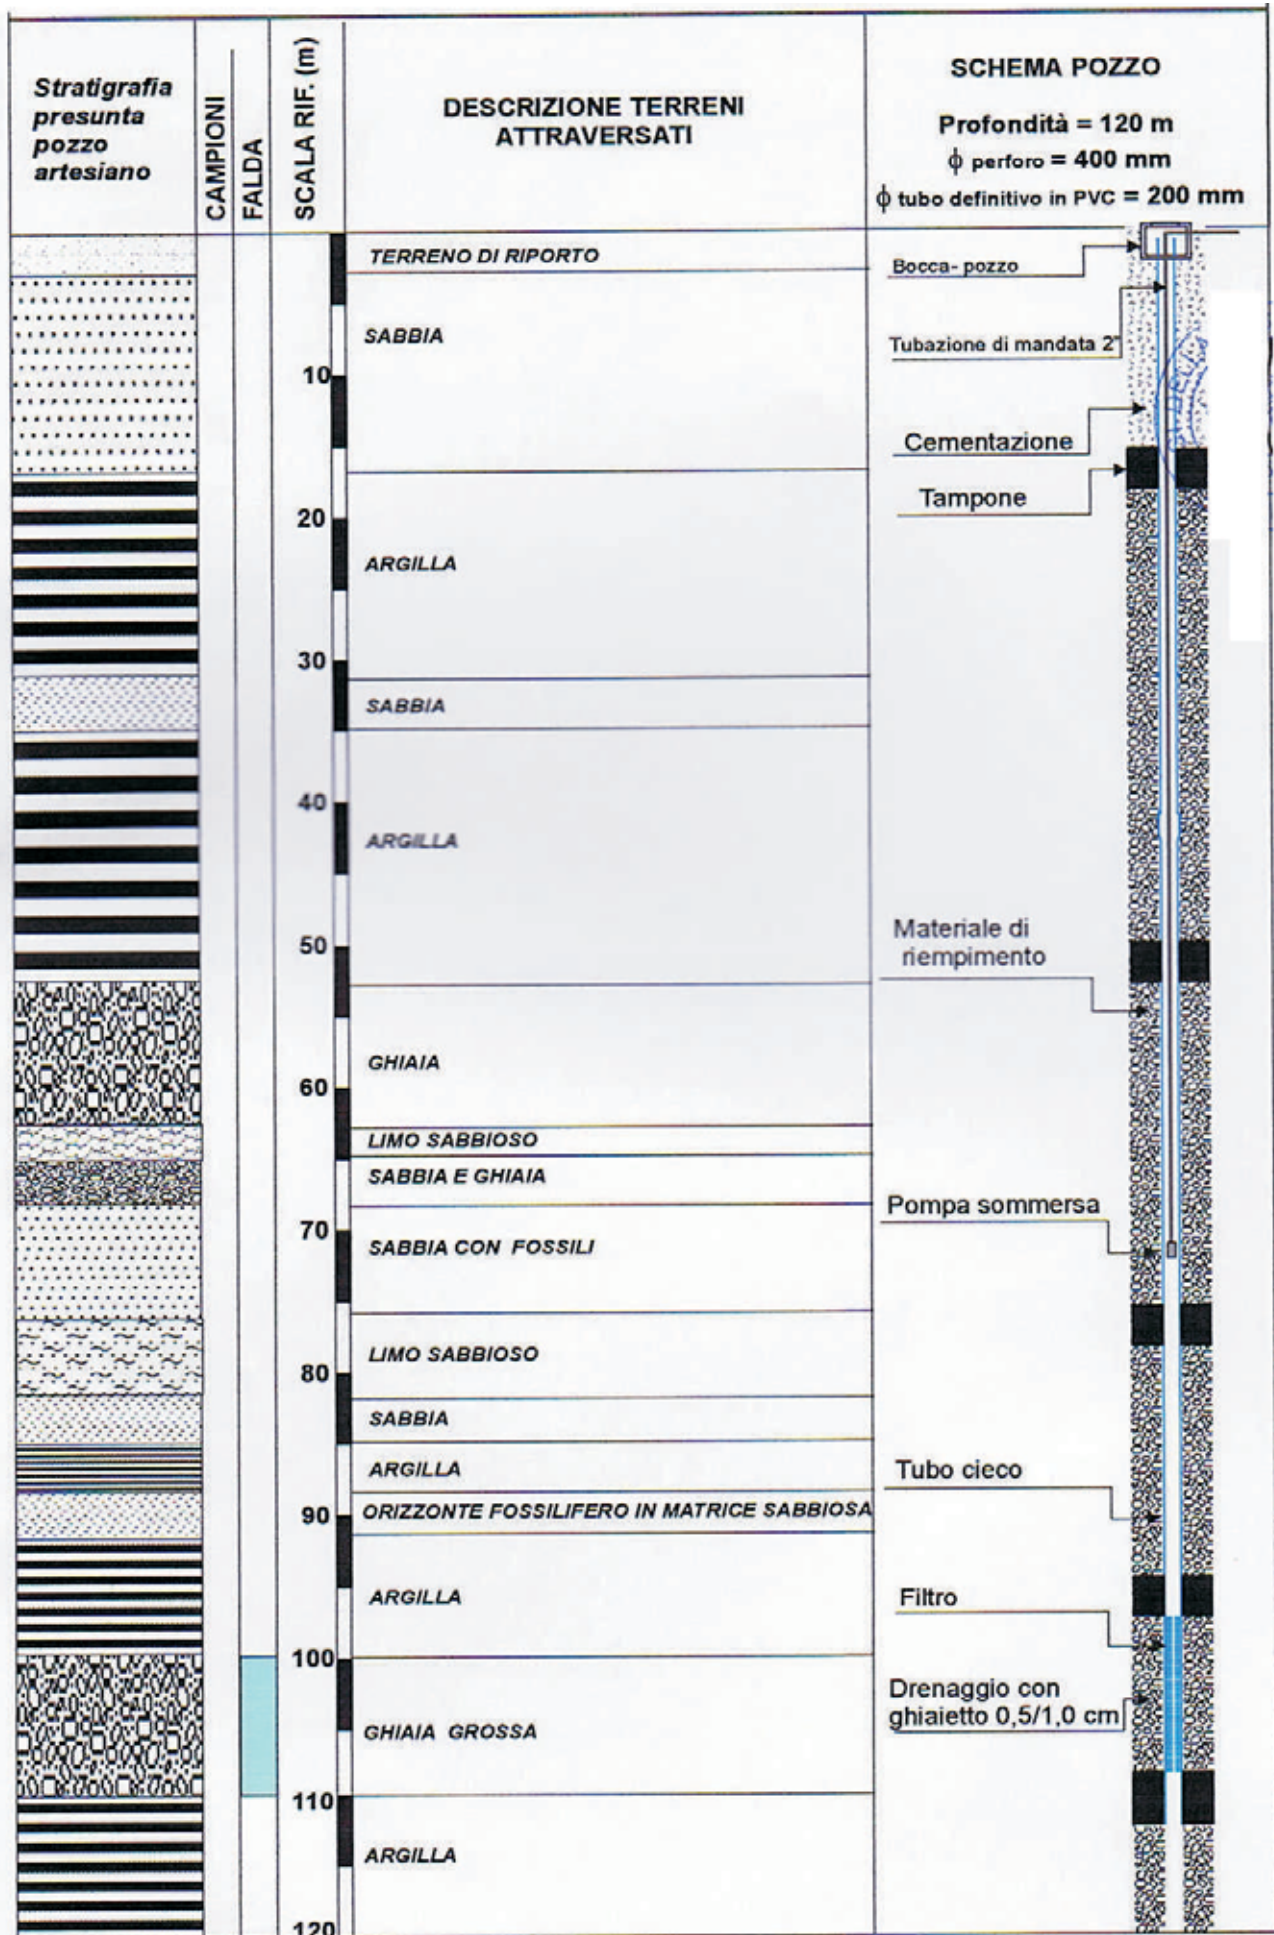 Stratigrafia
presunta
pozzo
artesiano
CAMPIONI
FALDA
SCALA RIF. (m)
DESCRIZIONE TERRENI
ATTRAVERSATI
SCHEMA POZZO
Profondità = 120 m
ϕ perforo = 400 mm
ϕ tubo definitivo in PVC = 200 mm
TERRENO DI RIPORTO
SABBIA
10
20
ARGILLA
30
SABBIA
40
ARGILLA
50
GHIAIA
60
LIMO SABBIOSO
SABBIA E GHIAIA
70
SABBIA CON FOSSILI
LIMO SABBIOSO
80
SABBIA
ARGILLA
90
ORIZZONTE FOSSILIFERO IN MATRICE SABBIOSA
ARGILLA
100
GHIAIA GROSSA
110
ARGILLA
120
Bocca- pozzo
Tubazione di mandata 2"
Cementazione
Tampone
Materiale di
riempimento
Pompa sommersa
Tubo cieco
Filtro
Drenaggio con
ghiaietto 0,5/1,0 cm